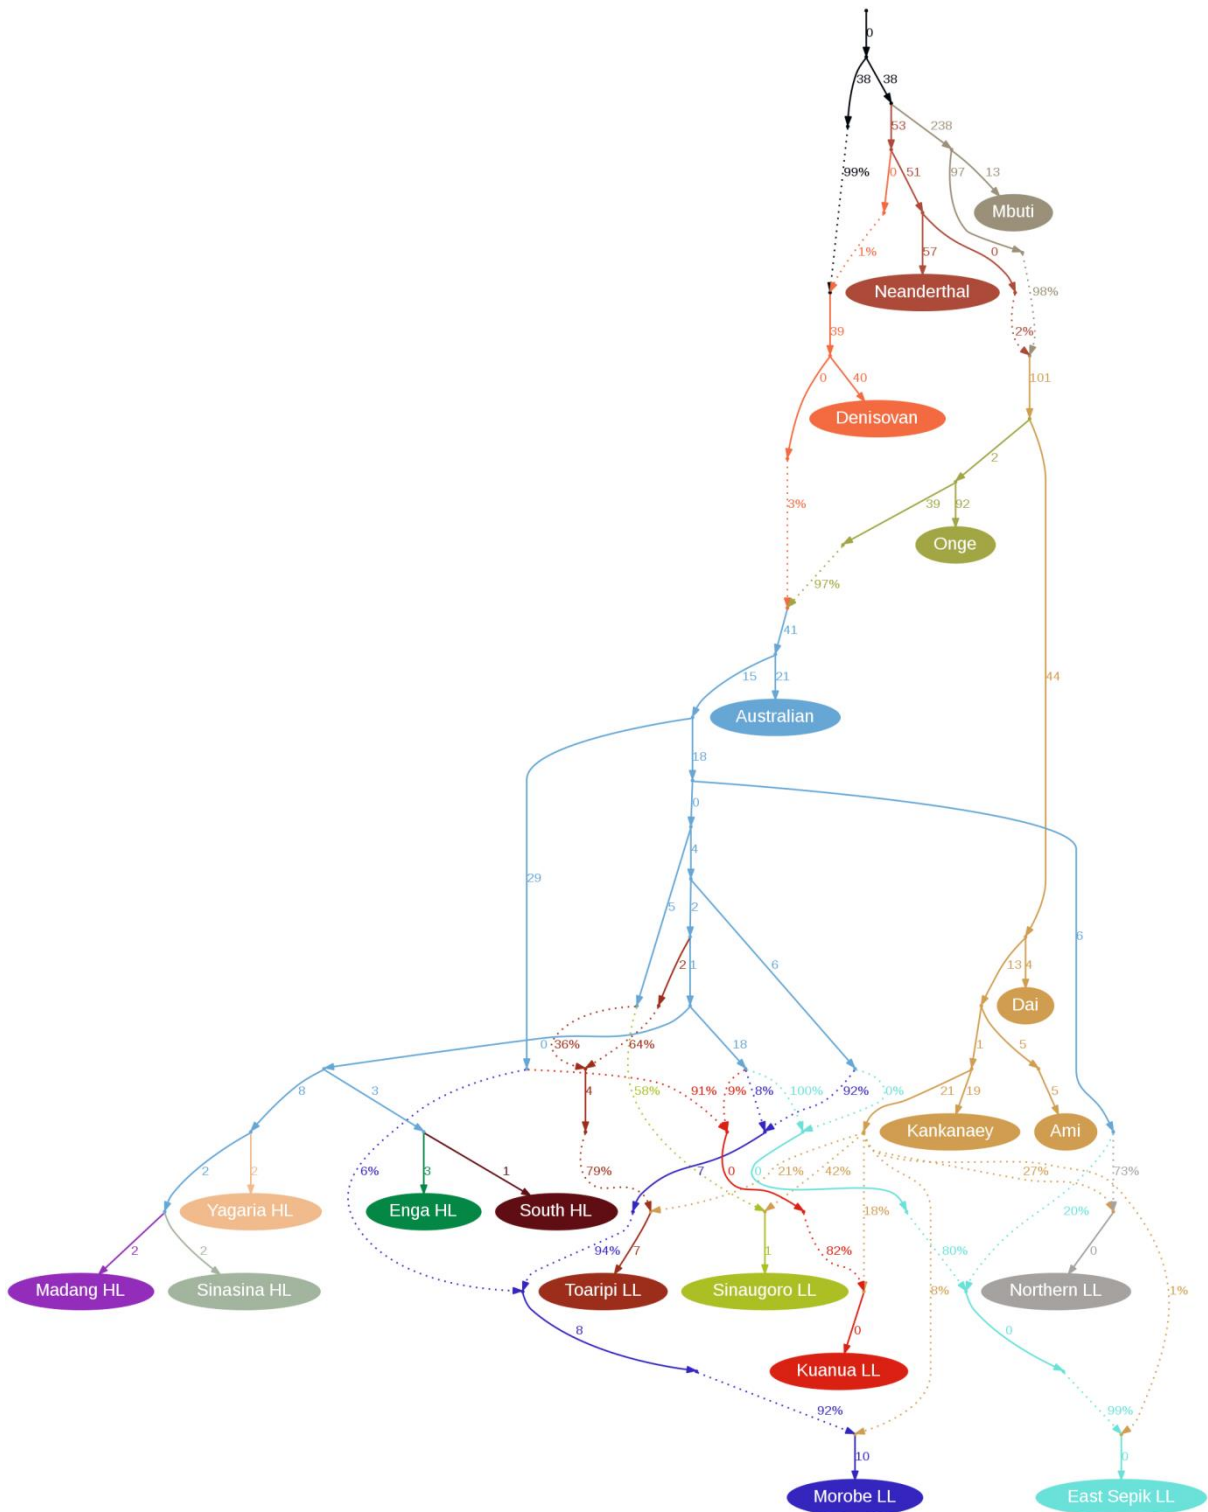 0
38 38
53 238
99% 0 51 97 13
Mbuti
1% 57 0 98%
Neanderthal
39 2%
0 40 101
Denisovan
2
3% 39 92
Onge
97%
41
15 21 44
Australian
18
0
29 4
5 2 6
2 1 6 13 4
Dai
0 36% 64% 18 1 5
8 3 58% 91% 9% 8% 100% 92% 0% 21 19 5
4 Kankanaey Ami
2 2 6% 3 1 79% 0 7 0 21% 42% 27% 73%
Yagaria HL Enga HL South HL
2 2 94% 7 1 82% 18% 80% 20% 0
Madang HL Sinasina HL Toaripi LL Sinaugoro LL Northern LL
8% 1%
8 0 0
Kuanua LL
92% 99%
10 0
Morobe LL East Sepik LL